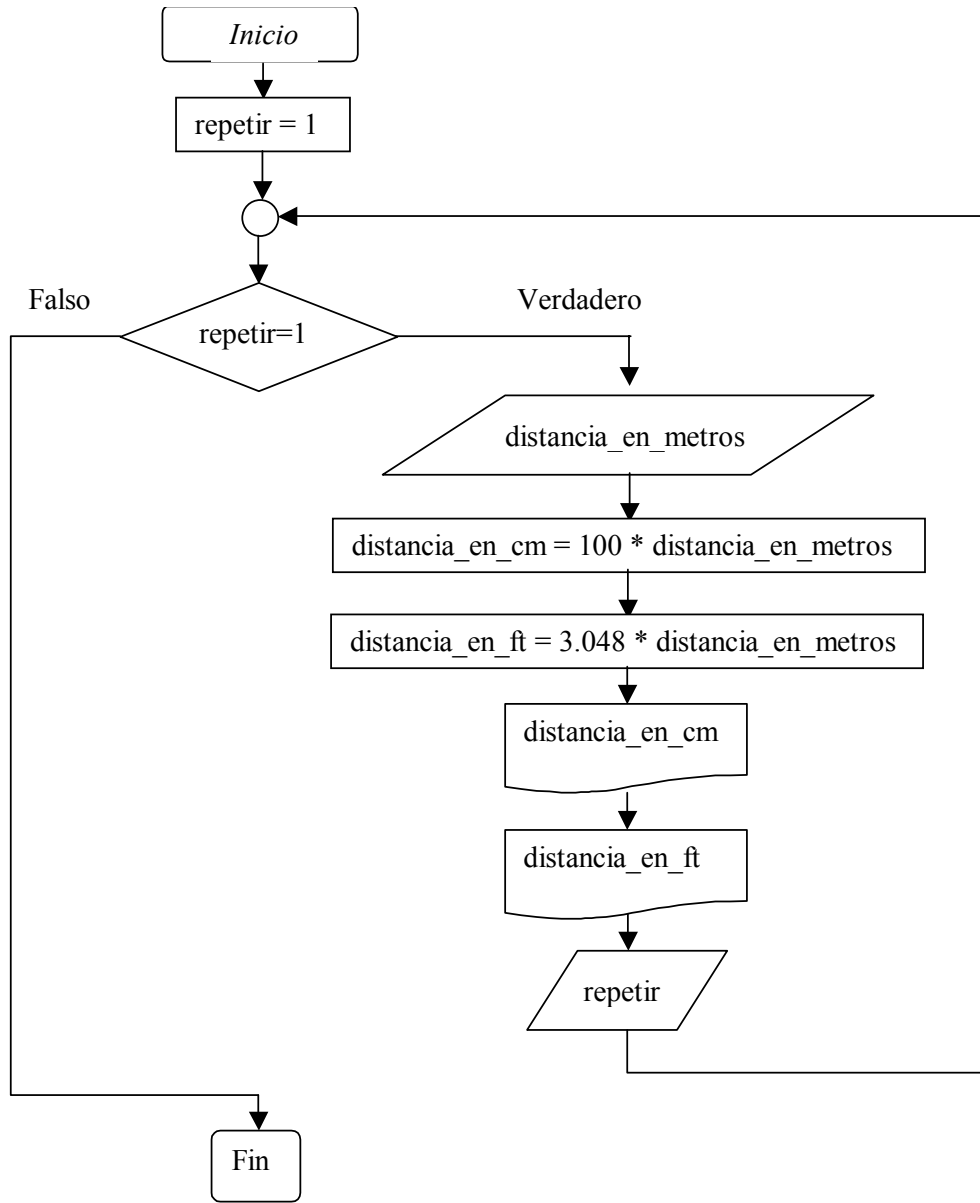 Inicio
repetir = 1
Falso
Verdadero
repetir=1
distancia_en_metros
distancia_en_cm = 100 * distancia_en_metros
distancia_en_ft = 3.048 * distancia_en_metros
distancia_en_cm
distancia_en_ft
repetir
Fin